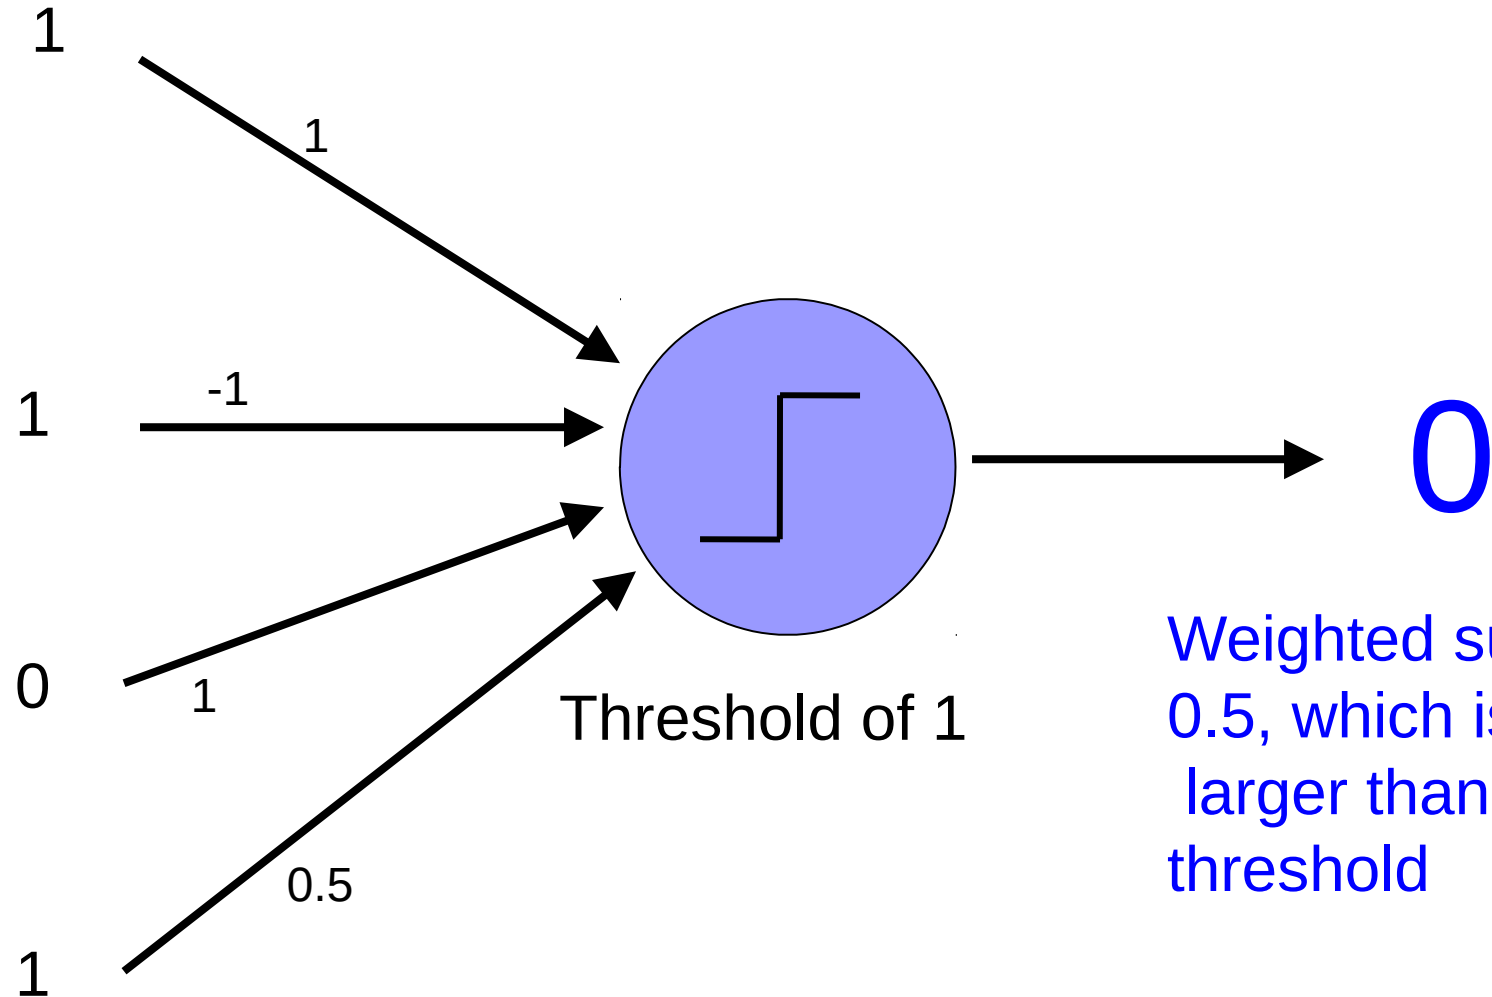 1
1
1
-1
0
1
0
Threshold of 1
Weighted
0.5, which
larger than
threshold
0.5
1